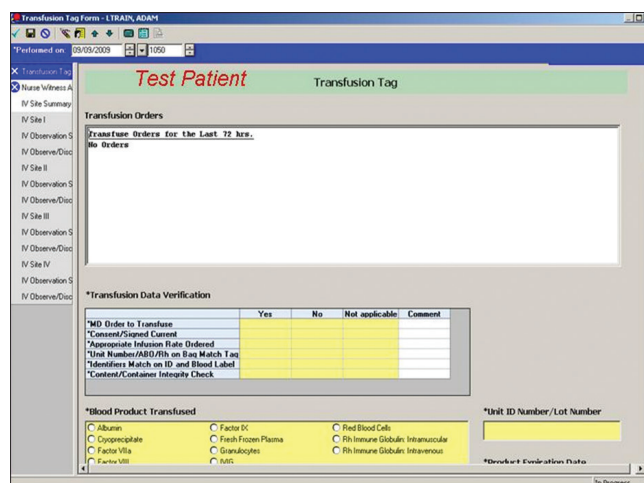 Transfusion Tag Form - LTRAIN, ADAM
*Performed on: 09/09/2009 1050
Transfusion Tag
Nurse Witness A
IV Site Summary
IV Site I
IV Observation S
IV Observe/Disc
IV Site II
IV Observation S
IV Observe/Disc
IV Site III
IV Observation S
IV Observe/Disc
IV Site IV
IV Observation S
IV Observe/Disc
Test Patient Transfusion Tag
Transfusion Orders
Transfuse Orders for the Last 72 hrs.
No Orders
*Transfusion Data Verification
Yes No Not applicable Comment
*MD Order to Transfuse
*Consent/Signed Current
*Appropriate Infusion Rate Ordered
*Unit Number/ABO/Rh on Bag Match Tag
*Identifiers Match on ID and Blood Label
*Content/Container Integrity Check
*Blood Product Transfused *Unit ID Number/Lot Number
Albumin Factor IX Red Blood Cells
Cryoprecipitate Fresh Frozen Plasma Rh Immune Globulin: Intramuscular
Factor VIIa Granulocytes Rh Immune Globulin: Intravenous
Factor VIII IVIG *Product Expiration Date
In Progress